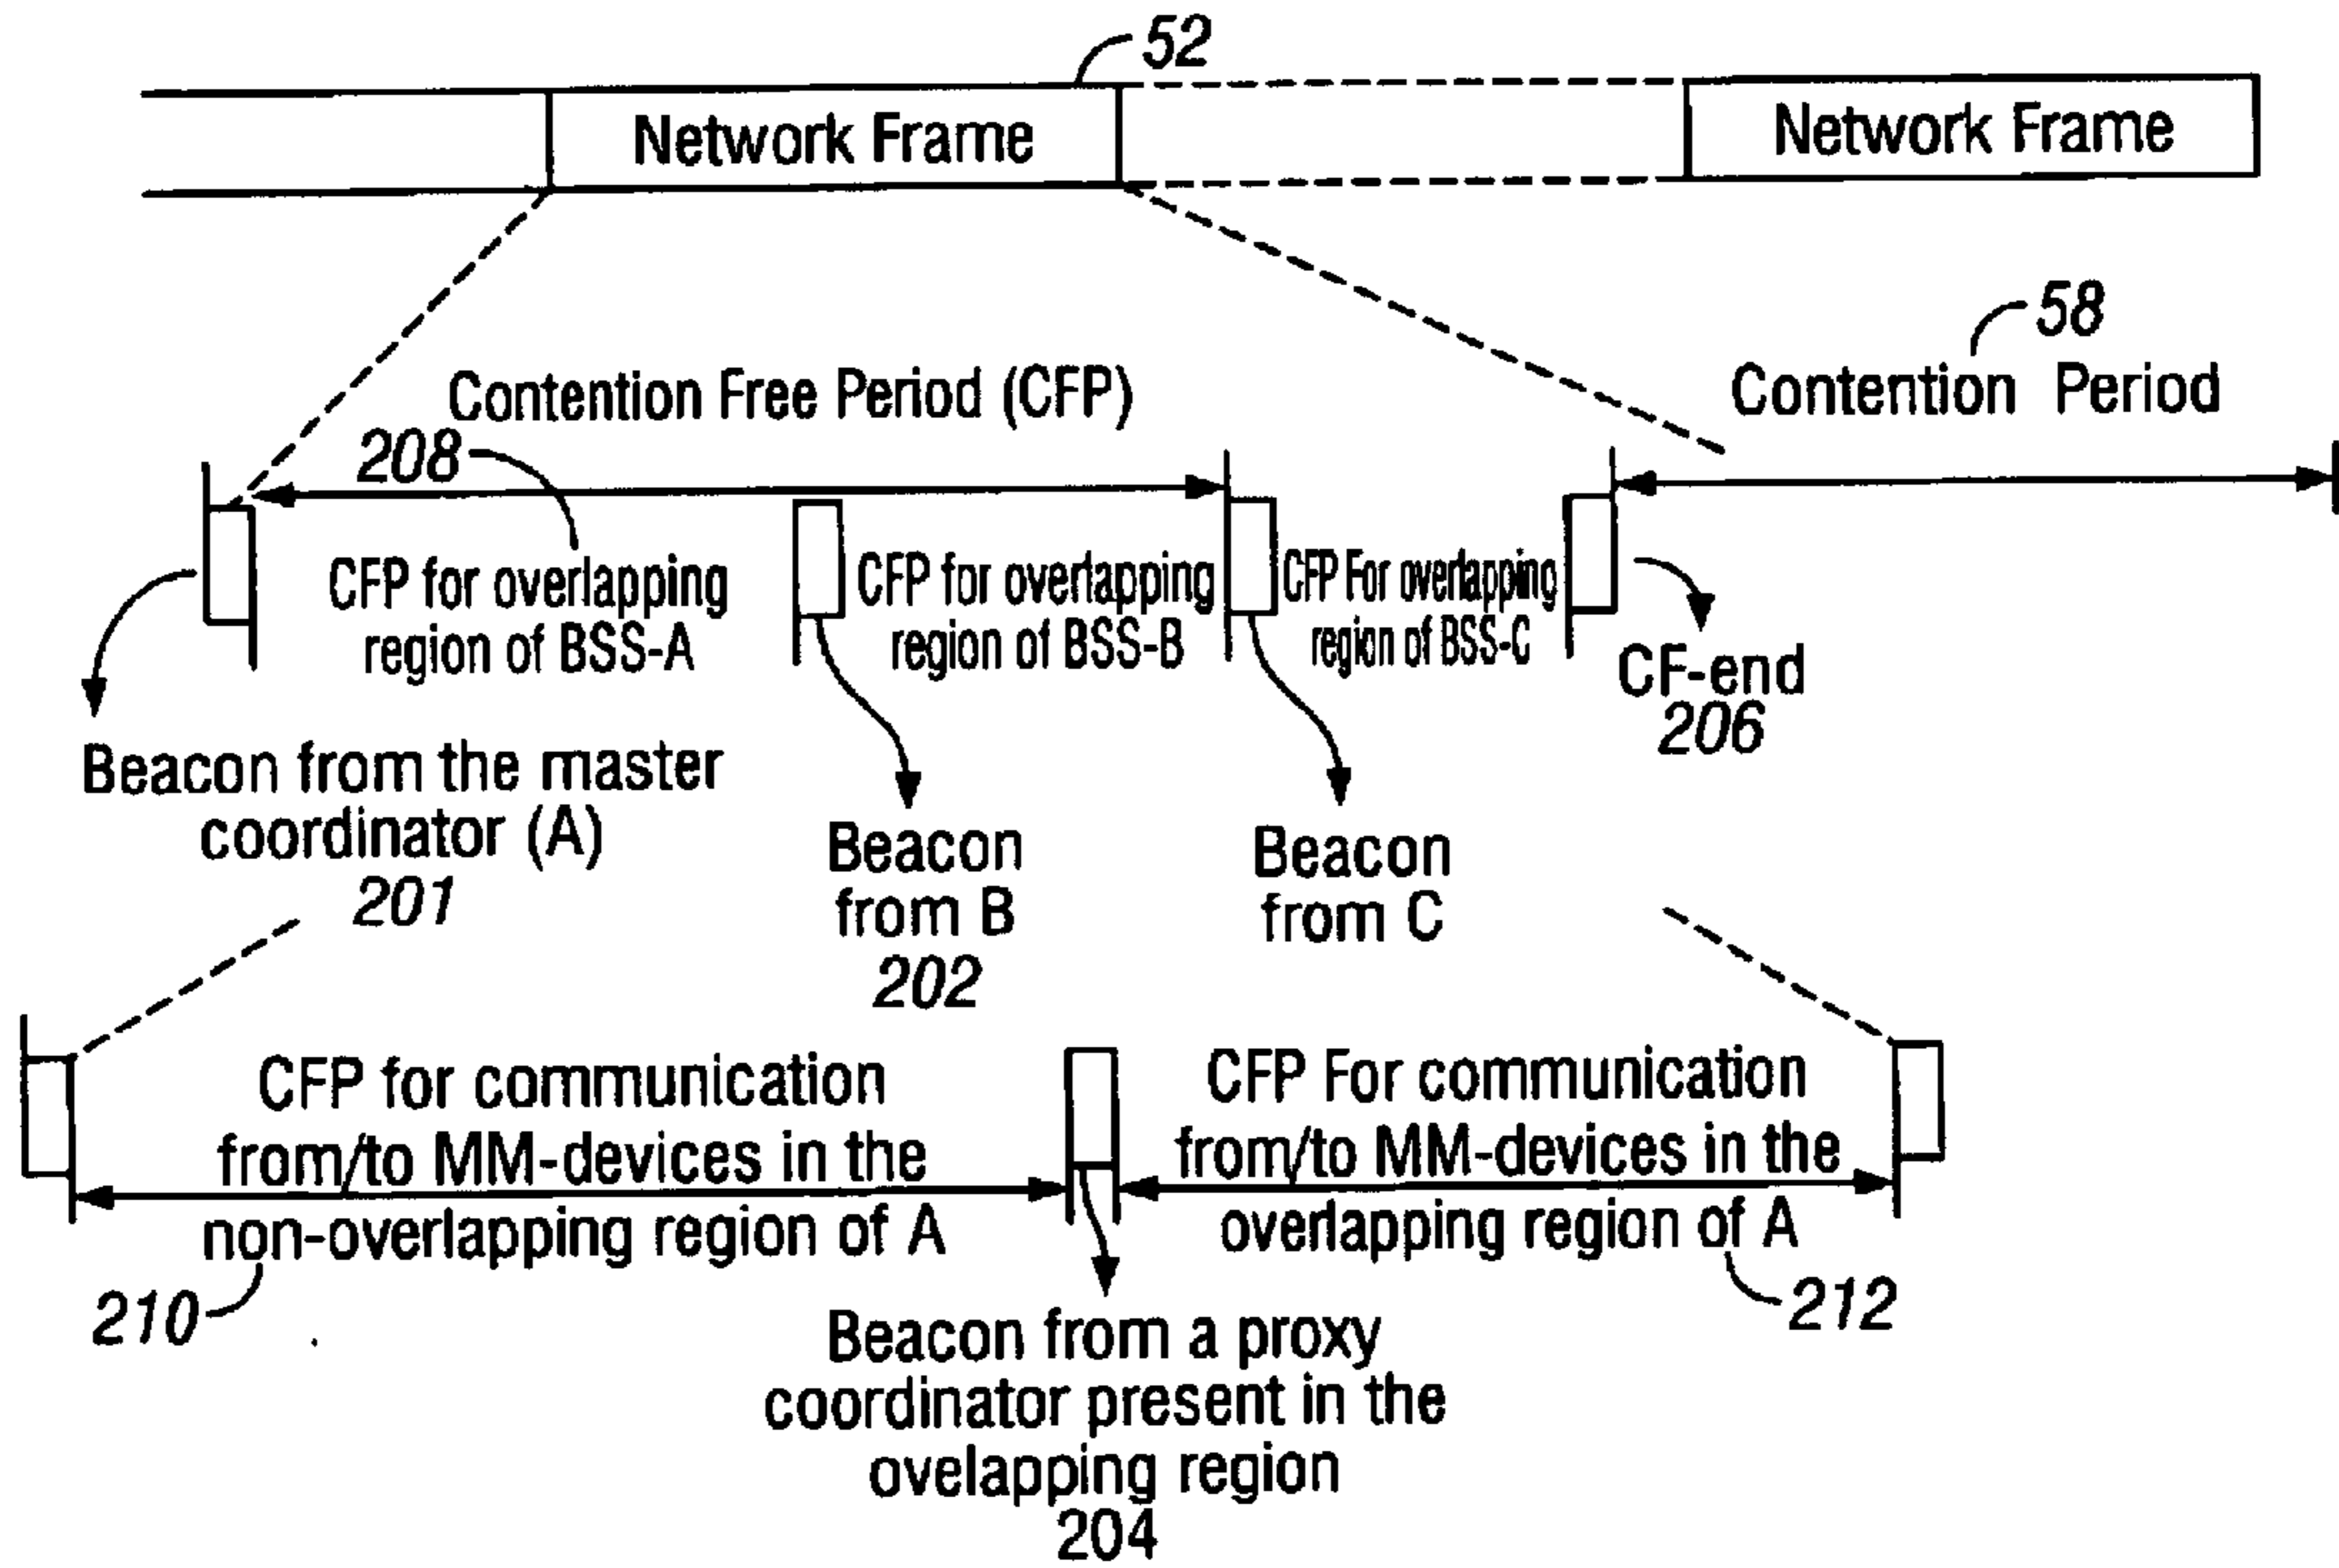 52
Network Frame
Network Frame
58
Contention Free Period (CFP)
Contention Period
208
CFP for overlapping
region of BSS-A
CFP for overlapping
region of BSS-B
CFP For overlapping
region of BSS-C
CF-end
206
Beacon from the master
coordinator (A)
201
Beacon
from B
202
Beacon
from C
CFP for communication
from/to MM-devices in the
non-overlapping region of A
210
CFP For communication
from/to MM-devices in the
overlapping region of A
212
Beacon from a proxy
coordinator present in the
ovelapping region
204